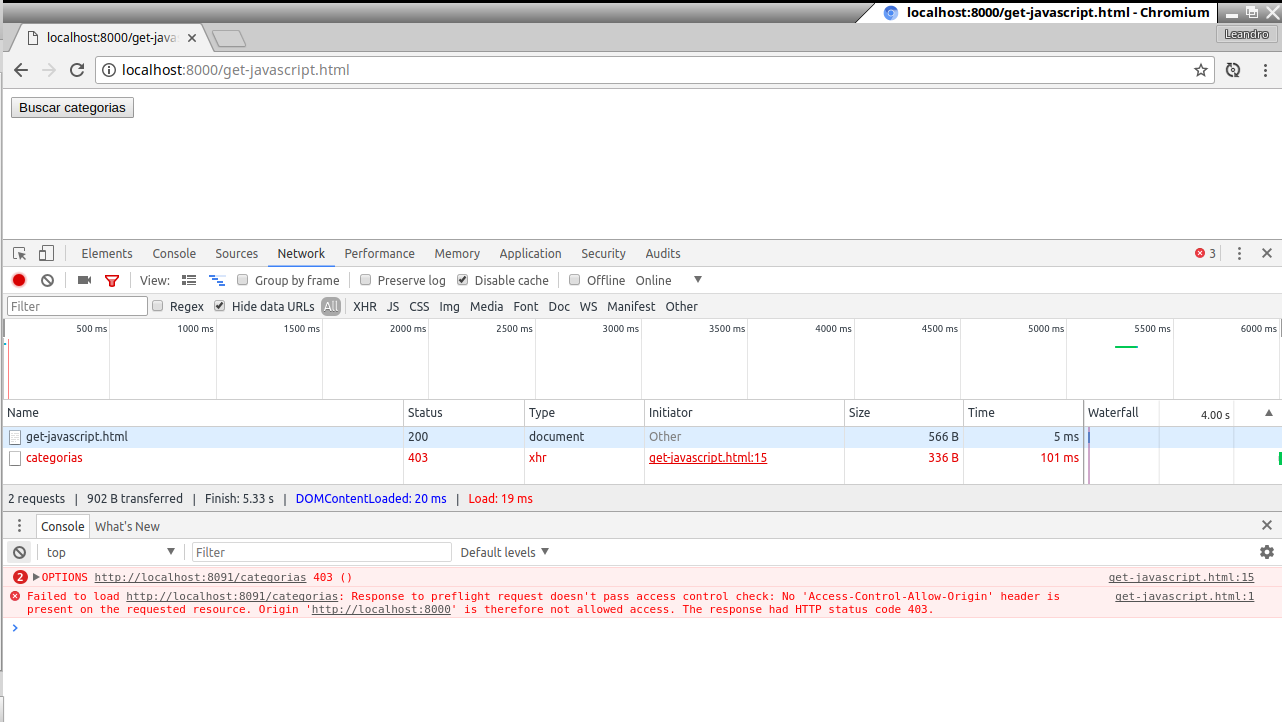 localhost:8000/get-javascript.html - Chromium
localhost:8000/get-javas
Leandro
localhost:8000/get-javascript.html
Buscar categorias
Elements Console Sources Network Performance Memory Application Security Audits 3
View: Group by frame Preserve log Disable cache Offline Online
Filter Regex Hide data URLs All XHR JS CSS Img Media Font Doc WS Manifest Other
500 ms 1000 ms 1500 ms 2000 ms 2500 ms 3000 ms 3500 ms 4000 ms 4500 ms 5000 ms 5500 ms 6000 ms
Name Status Type Initiator Size Time Waterfall 4.00 s
get-javascript.html 200 document Other 566 B 5 ms
categorias 403 xhr get-javascript.html:15 336 B 101 ms
2 requests | 902 B transferred | Finish: 5.33 s | DOMContentLoaded: 20 ms | Load: 19 ms
Console What's New
top Filter Default levels
2 OPTIONS http://localhost:8091/categorias 403 () get-javascript.html:15
Failed to load http://localhost:8091/categorias: Response to preflight request doesn't pass access control check: No 'Access-Control-Allow-Origin' header is get-javascript.html:1
present on the requested resource. Origin 'http://localhost:8000' is therefore not allowed access. The response had HTTP status code 403.